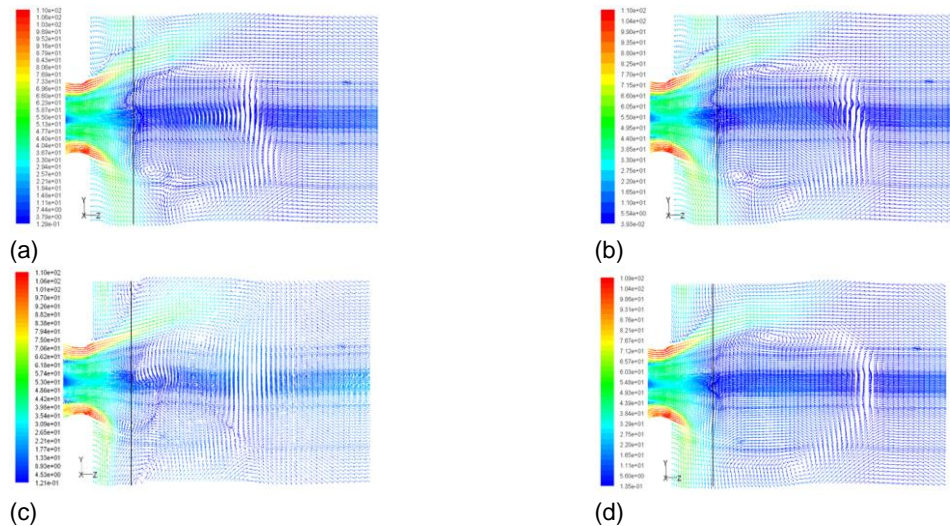 1.10e+02
1.06e+02
1.03e+02
9.89e+01
9.52e+01
9.16e+01
8.79e+01
8.43e+01
8.06e+01
7.69e+01
7.33e+01
6.96e+01
6.60e+01
6.23e+01
5.87e+01
5.50e+01
5.13e+01
4.77e+01
4.40e+01
4.04e+01
3.67e+01
3.30e+01
2.94e+01
2.57e+01
2.21e+01
1.84e+01
1.48e+01
1.11e+01
7.44e+00
3.79e+00
1.29e-01
Y
X Z
(a)
1.10e+02
1.04e+02
9.90e+01
9.35e+01
8.80e+01
8.25e+01
7.70e+01
7.15e+01
6.60e+01
6.05e+01
5.50e+01
4.95e+01
4.40e+01
3.85e+01
3.30e+01
2.75e+01
2.21e+01
1.10e+01
5.54e+00
3.93e-02
Y
X Z
(b)
1.10e+02
1.06e+02
1.01e+02
9.70e+01
9.26e+01
8.82e+01
8.38e+01
7.94e+01
7.50e+01
7.06e+01
6.62e+01
6.18e+01
5.74e+01
5.30e+01
4.86e+01
4.42e+01
3.98e+01
3.54e+01
3.09e+01
2.65e+01
2.21e+01
1.77e+01
1.33e+01
8.93e+00
4.53e+00
1.21e-01
Y
X Z
(c)
1.09e+02
1.04e+02
9.31e+01
8.76e+01
8.21e+01
7.67e+01
7.12e+01
6.57e+01
6.03e+01
5.48e+01
4.93e+01
4.39e+01
3.84e+01
3.29e+01
2.20e+01
1.65e+01
1.11e+01
5.60e+00
Y
X Z
(d)